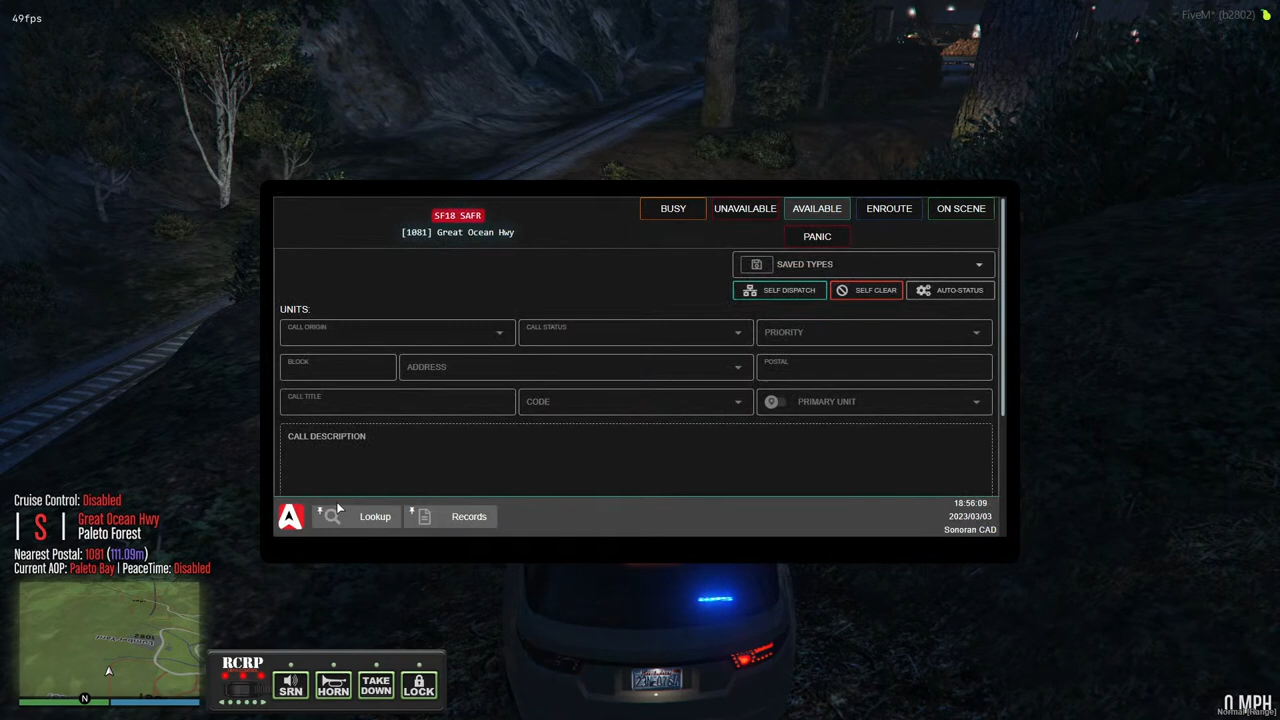 49fps
FiveM* (b2802)
SF18 SAFR
[1081] Great Ocean Hwy
BUSY
UNAVAILABLE
AVAILABLE
ENROUTE
ON SCENE
PANIC
SAVED TYPES
SELF DISPATCH
SELF CLEAR
AUTO-STATUS
UNITS:
CALL ORIGIN
CALL STATUS
PRIORITY
BLOCK
ADDRESS
POSTAL
CALL TITLE
CODE
PRIMARY UNIT
CALL DESCRIPTION
Lookup
Records
18:56:09
2023/03/03
Sonoran CAD
Cruise Control: Disabled
| S | Great Ocean Hwy
Paleto Forest
Nearest Postal: 1081 (111.09m)
Current AOP: Paleto Bay | PeaceTime: Disabled
N
RCRP
SRN
HORN
TAKE DOWN
LOCK
0 MPH
Normal [Range]